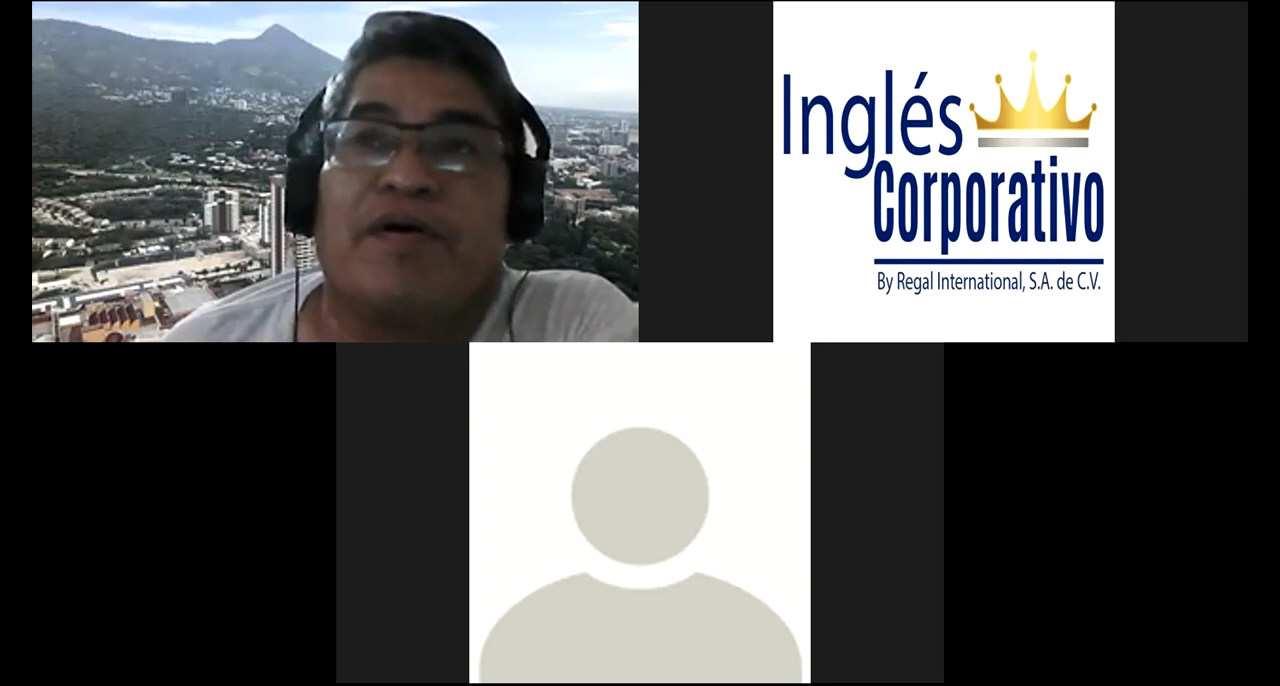 Inglés
Corporativo
By Regal International, S.A. de C.V.